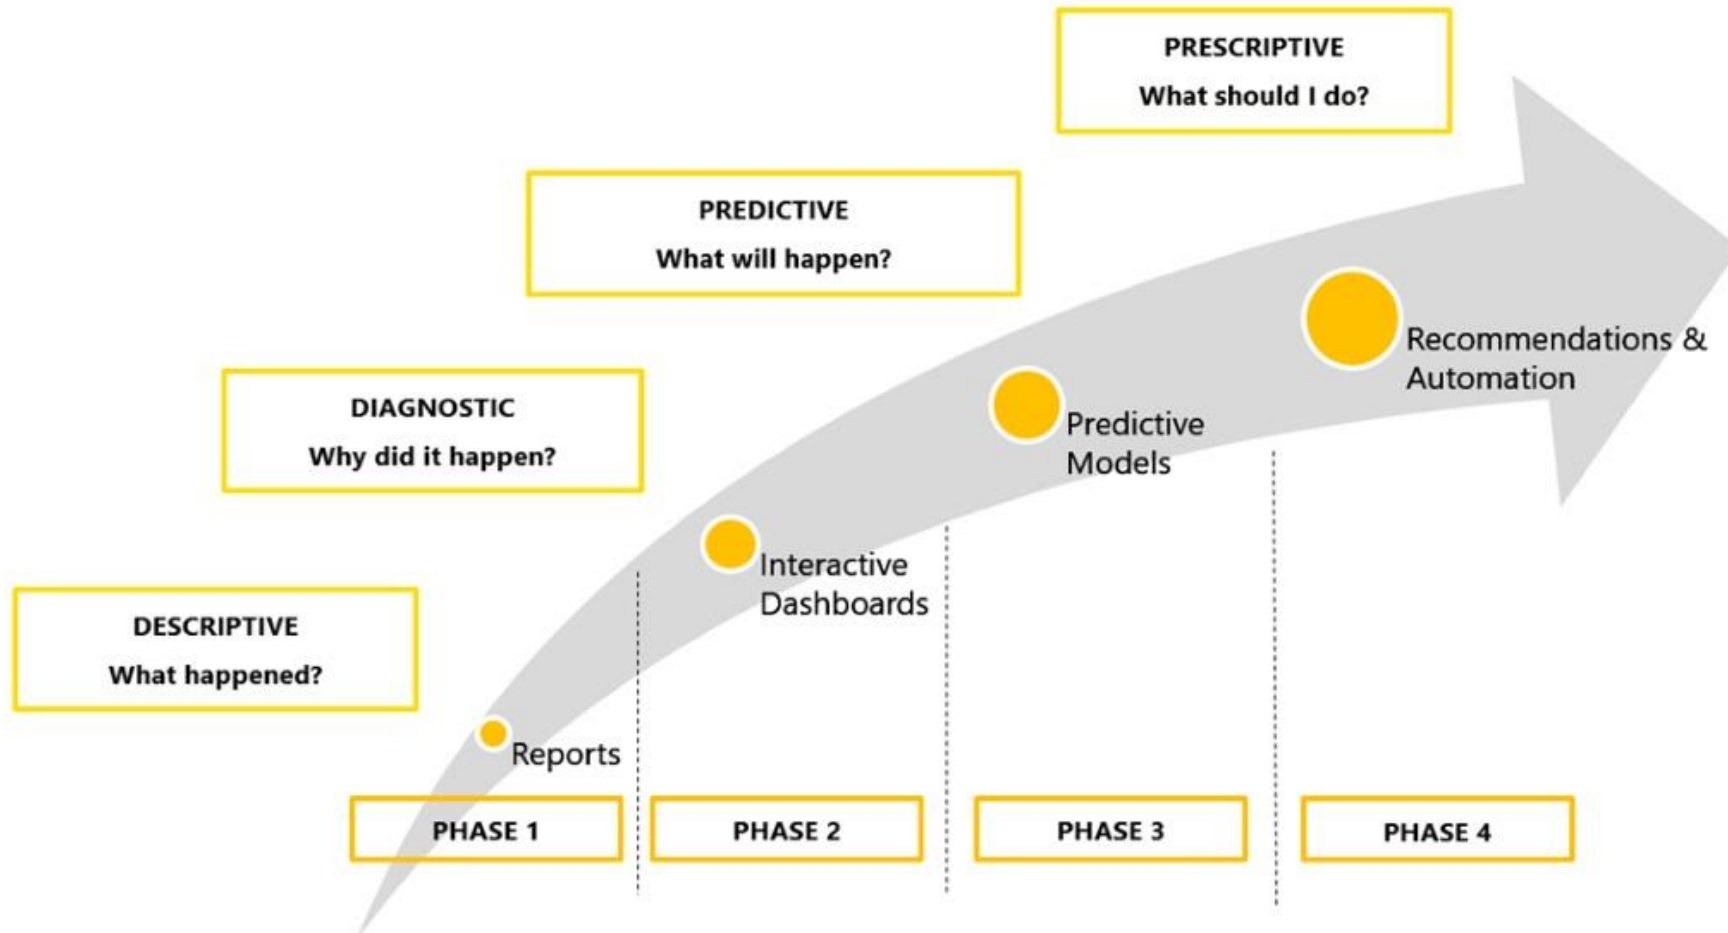 PRESCRIPTIVE
What should I do?
PREDICTIVE
What will happen?
DIAGNOSTIC
Why did it happen?
DESCRIPTIVE
What happened?
Recommendations &
Automation
Predictive
Models
Interactive
Dashboards
Reports
PHASE 1
PHASE 2
PHASE 3
PHASE 4